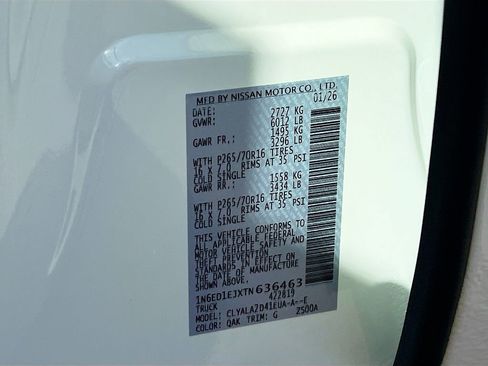 MFD BY NISSAN MOTOR CO., LTD.
DATE: 01/26
GVWR: 2727 KG
6012 LB
GAWR FR.: 1495 KG
3296 LB
WITH P265/70R16 TIRES
16 X 7.0 RIMS AT 35 PSI
COLD SINGLE
GAWR RR.: 1558 KG
3434 LB
WITH P265/70R16 TIRES
16 X 7.0 RIMS AT 35 PSI
COLD SINGLE
THIS VEHICLE CONFORMS
TO ALL APPLICABLE FEDERAL
MOTOR VEHICLE SAFETY AND
THEFT PREVENTION
STANDARDS IN EFFECT ON
THE DATE OF MANUFACTURE
SHOWN ABOVE.
1N6ED1EJXTN636463
TRUCK 422819
MODEL: CLYALA7D41EUA-A--E
COLOR: QAK TRIM: G 2500A